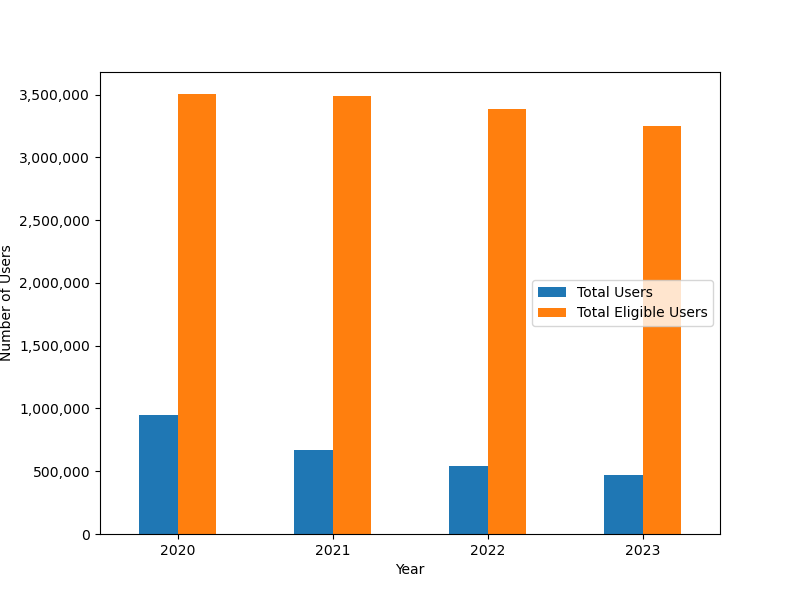 3,500,000
3,000,000
2,500,000
2,000,000
1,500,000
1,000,000
500,000
0
Number of Users
Total Users
Total Eligible Users
2020 2021 2022 2023
Year